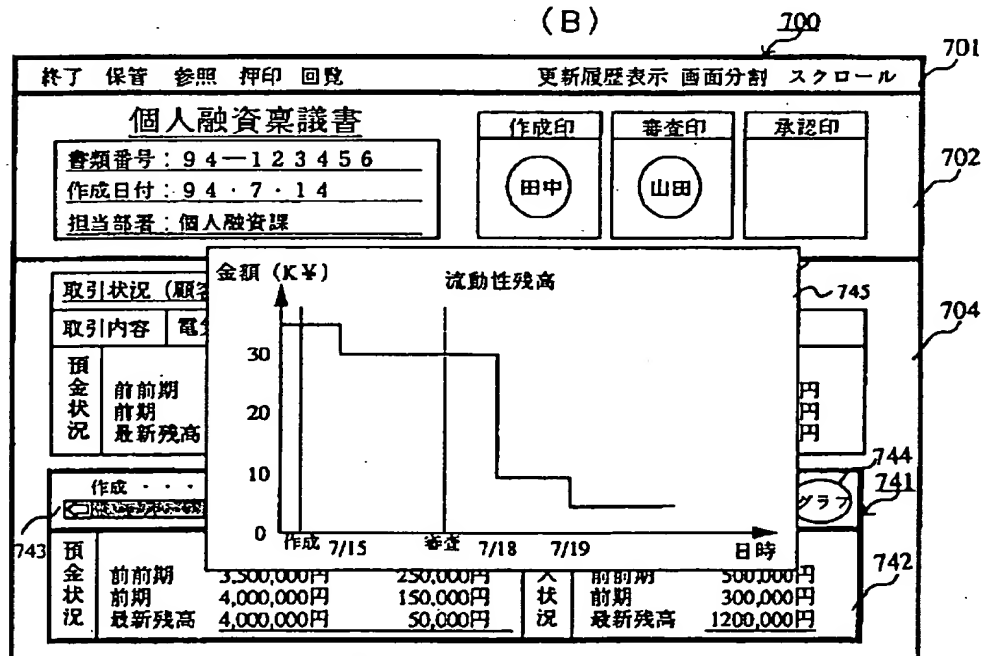 (B)
700
701
終了 保管 参照 押印 回覧 更新履歴表示 画面分割 スクロール
個人融資稟議書
書類番号:94―123456
作成日付:94・7・14
担当部署:個人融資課
作成印 審査印 承認印
田中 山田
702
金額(K¥)
流動性残高
745
704
取引状況(顧客
取引内容
預金状況
前前期 円
前期 円
最新残高 円
30
20
10
0
作成 7/15 審査 7/18 7/19 日時
作成・・・
グラフ
744
741
743
742
預金状況
前前期 3,500,000円 250,000円 前前期 500,000円
前期 4,000,000円 150,000円 前期 300,000円
最新残高 4,000,000円 50,000円 最新残高 1200,000円
状況